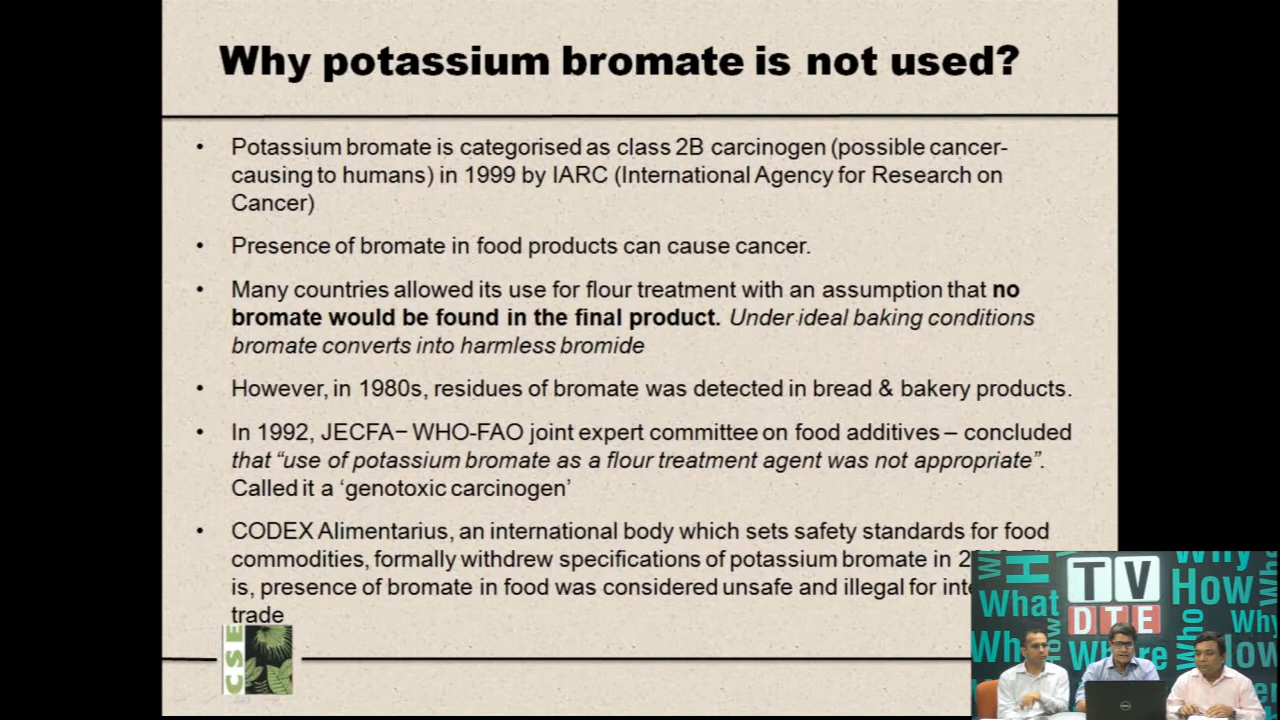 Why potassium bromate is not used?
• Potassium bromate is categorised as class 2B carcinogen (possible cancer-
causing to humans) in 1999 by IARC (International Agency for Research on
Cancer)
• Presence of bromate in food products can cause cancer.
• Many countries allowed its use for flour treatment with an assumption that no
bromate would be found in the final product. Under ideal baking conditions
bromate converts into harmless bromide
• However, in 1980s, residues of bromate was detected in bread & bakery products.
• In 1992, JECFA– WHO-FAO joint expert committee on food additives – concluded
that “use of potassium bromate as a flour treatment agent was not appropriate”.
Called it a ‘genotoxic carcinogen’
• CODEX Alimentarius, an international body which sets safety standards for food
commodities, formally withdrew specifications of potassium bromate in
is, presence of bromate in food was considered unsafe and illegal for
trade
CSE
Why
H
TV
How
What
DTE
How
Who
Why
Where